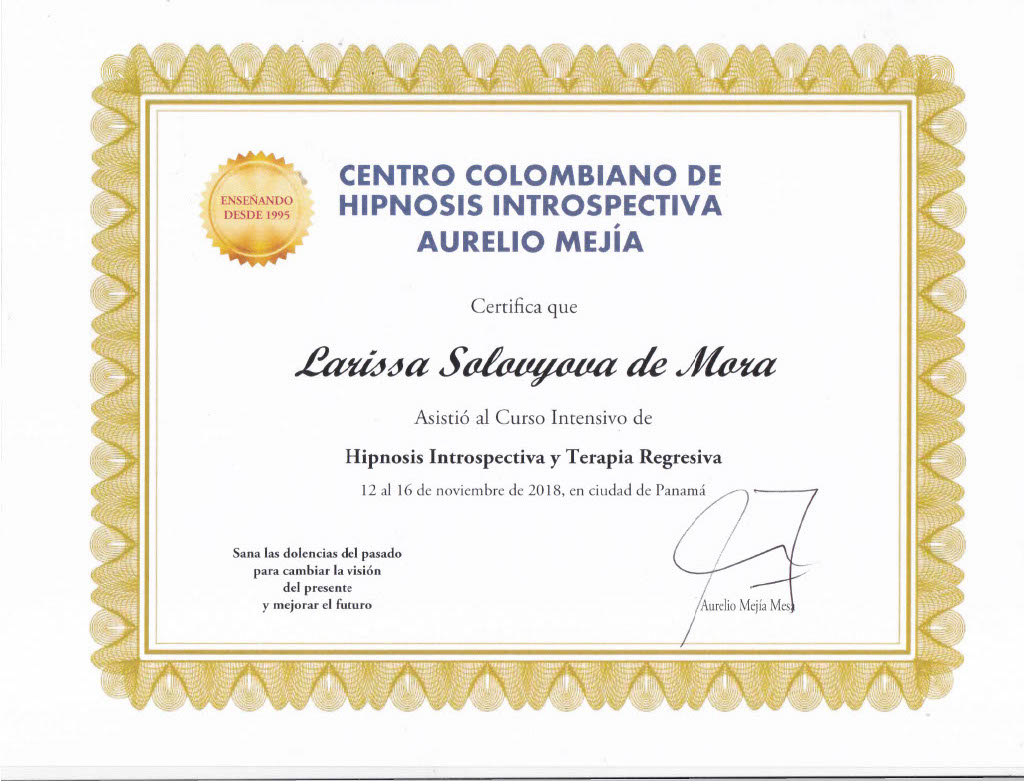 ENSEÑANDO
DESDE 1995
CENTRO COLOMBIANO DE
HIPNOSIS INTROSPECTIVA
AURELIO MEJÍA
Certifica que
Larissa Solovyova de Mora
Asistió al Curso Intensivo de
Hipnosis Introspectiva y Terapia Regresiva
12 al 16 de noviembre de 2018, en ciudad de Panamá
Sana las dolencias del pasado
para cambiar la visión
del presente
y mejorar el futuro
Aurelio Mejía Mesa